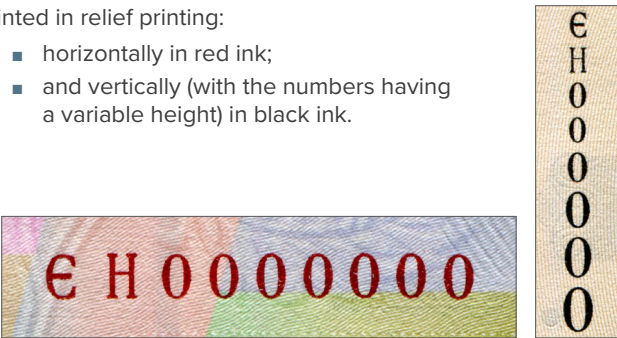 inted in relief printing:
▪ horizontally in red ink;
▪ and vertically (with the numbers having
a variable height) in black ink.
Є H 0 0 0 0 0 0 0
Є
H
0
0
0
0
0
0